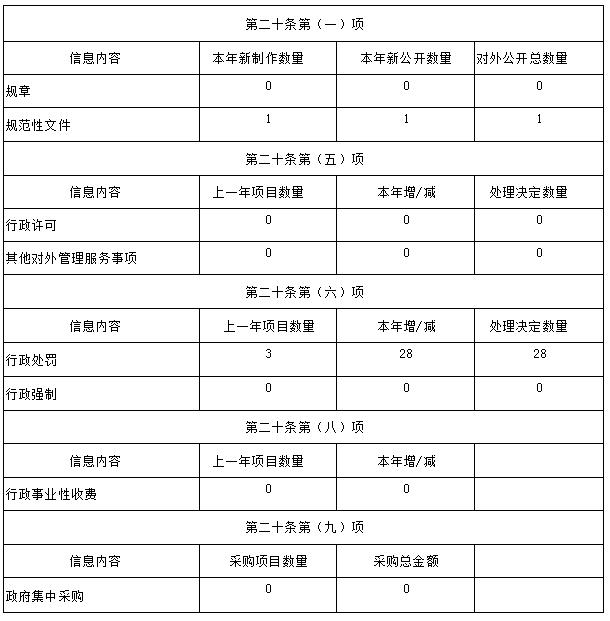 第二十条第（一）项
信息内容 本年新制作数量 本年新公开数量 对外公开总数量
规章 0 0 0
规范性文件 1 1 1
第二十条第（五）项
信息内容 上一年项目数量 本年增/减 处理决定数量
行政许可 0 0 0
其他对外管理服务事项 0 0 0
第二十条第（六）项
信息内容 上一年项目数量 本年增/减 处理决定数量
行政处罚 3 28 28
行政强制 0 0 0
第二十条第（八）项
信息内容 上一年项目数量 本年增/减
行政事业性收费 0 0
第二十条第（九）项
信息内容 采购项目数量 采购总金额
政府集中采购 0 0